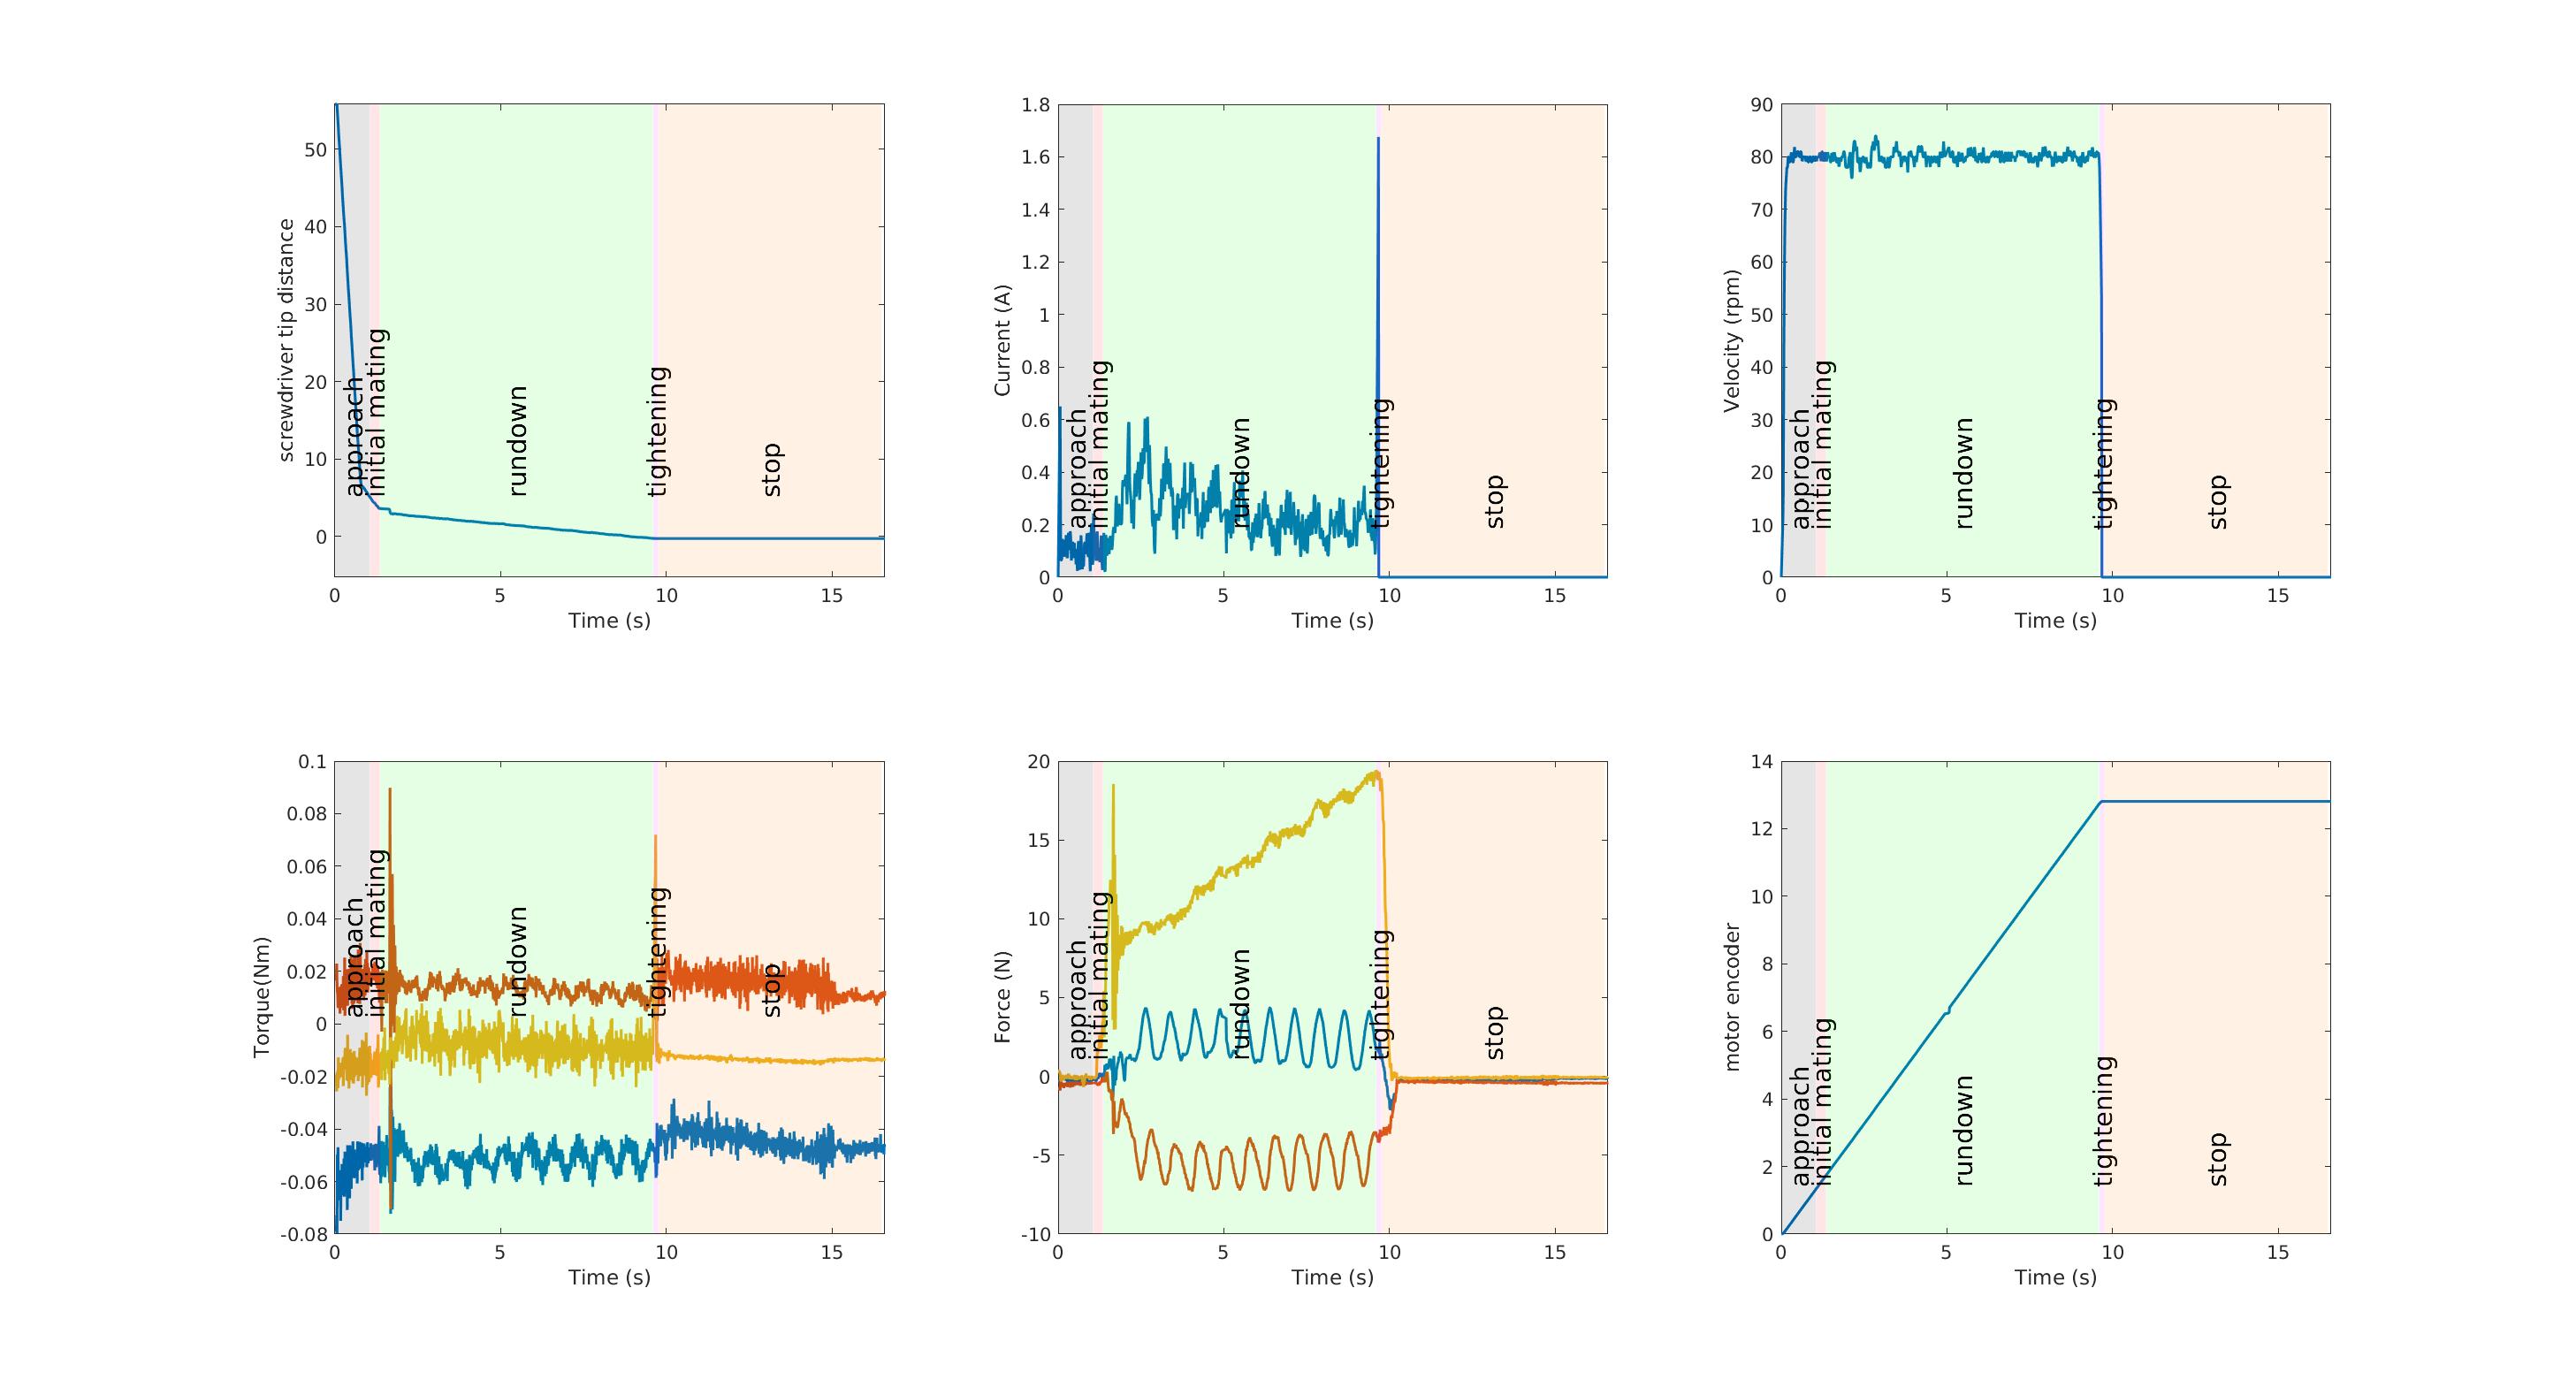 screwdriver tip distance
50
40
30
20
10
0
approach
initial mating
rundown
tightening
stop
0 5 10 15
Time (s)
Current (A)
1.8
1.6
1.4
1.2
1
0.8
0.6
0.4
0.2
0
approach
initial mating
rundown
tightening
stop
0 5 10 15
Time (s)
Velocity (rpm)
90
80
70
60
50
40
30
20
10
0
approach
initial mating
rundown
tightening
stop
0 5 10 15
Time (s)
Torque(Nm)
0.1
0.08
0.06
0.04
0.02
0
-0.02
-0.04
-0.06
-0.08
approach
initial mating
rundown
tightening
stop
0 5 10 15
Time (s)
Force (N)
20
15
10
5
0
-5
-10
approach
initial mating
rundown
tightening
stop
0 5 10 15
Time (s)
motor encoder
14
12
10
8
6
4
2
0
approach
initial mating
rundown
tightening
stop
0 5 10 15
Time (s)